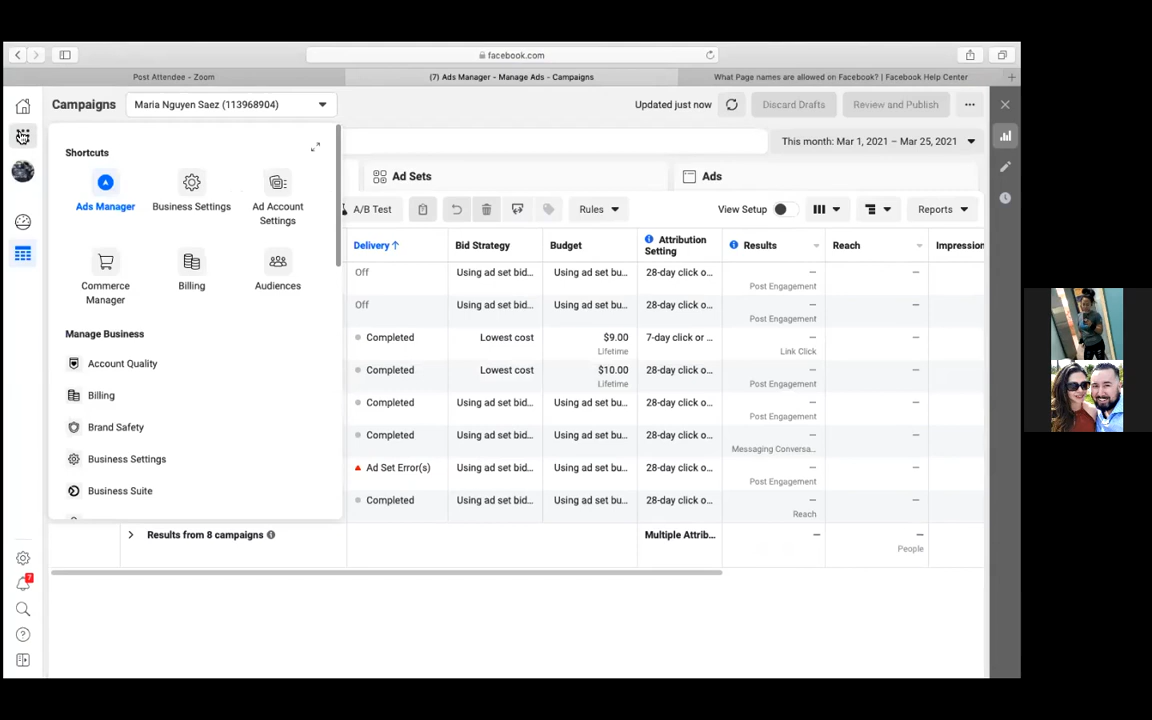 facebook.com
Post Attendee - Zoom
(7) Ads Manager - Manage Ads - Campaigns
What Page names are allowed on Facebook? | Facebook Help Center
Campaigns
Maria Nguyen Saez (113968904)
Updated just now
Discard Drafts
Review and Publish
This month: Mar 1, 2021 – Mar 25, 2021
Shortcuts
Ads Manager
Business Settings
Ad Account
Settings
Commerce
Manager
Billing
Audiences
Manage Business
Account Quality
Billing
Brand Safety
Business Settings
Business Suite
Ad Sets
Ads
A/B Test
Rules
View Setup
Reports
Delivery ↑
Bid Strategy
Budget
Attribution
Setting
Results
Reach
Impression
Off
Using ad set bid...
Using ad set bu...
28-day click o...
—
—
Post Engagement
Off
Using ad set bid...
Using ad set bu...
28-day click o...
—
—
Post Engagement
Completed
Lowest cost
$9.00
7-day click or ...
—
—
Lifetime
Link Click
Completed
Lowest cost
$10.00
28-day click o...
—
—
Lifetime
Post Engagement
Completed
Using ad set bid...
Using ad set bu...
28-day click o...
—
—
Post Engagement
Completed
Using ad set bid...
Using ad set bu...
28-day click o...
—
—
Messaging Conversa...
Ad Set Error(s)
Using ad set bid...
Using ad set bu...
28-day click o...
—
—
Post Engagement
Completed
Using ad set bid...
Using ad set bu...
28-day click o...
—
—
Reach
Results from 8 campaigns
Multiple Attrib...
—
—
People
7